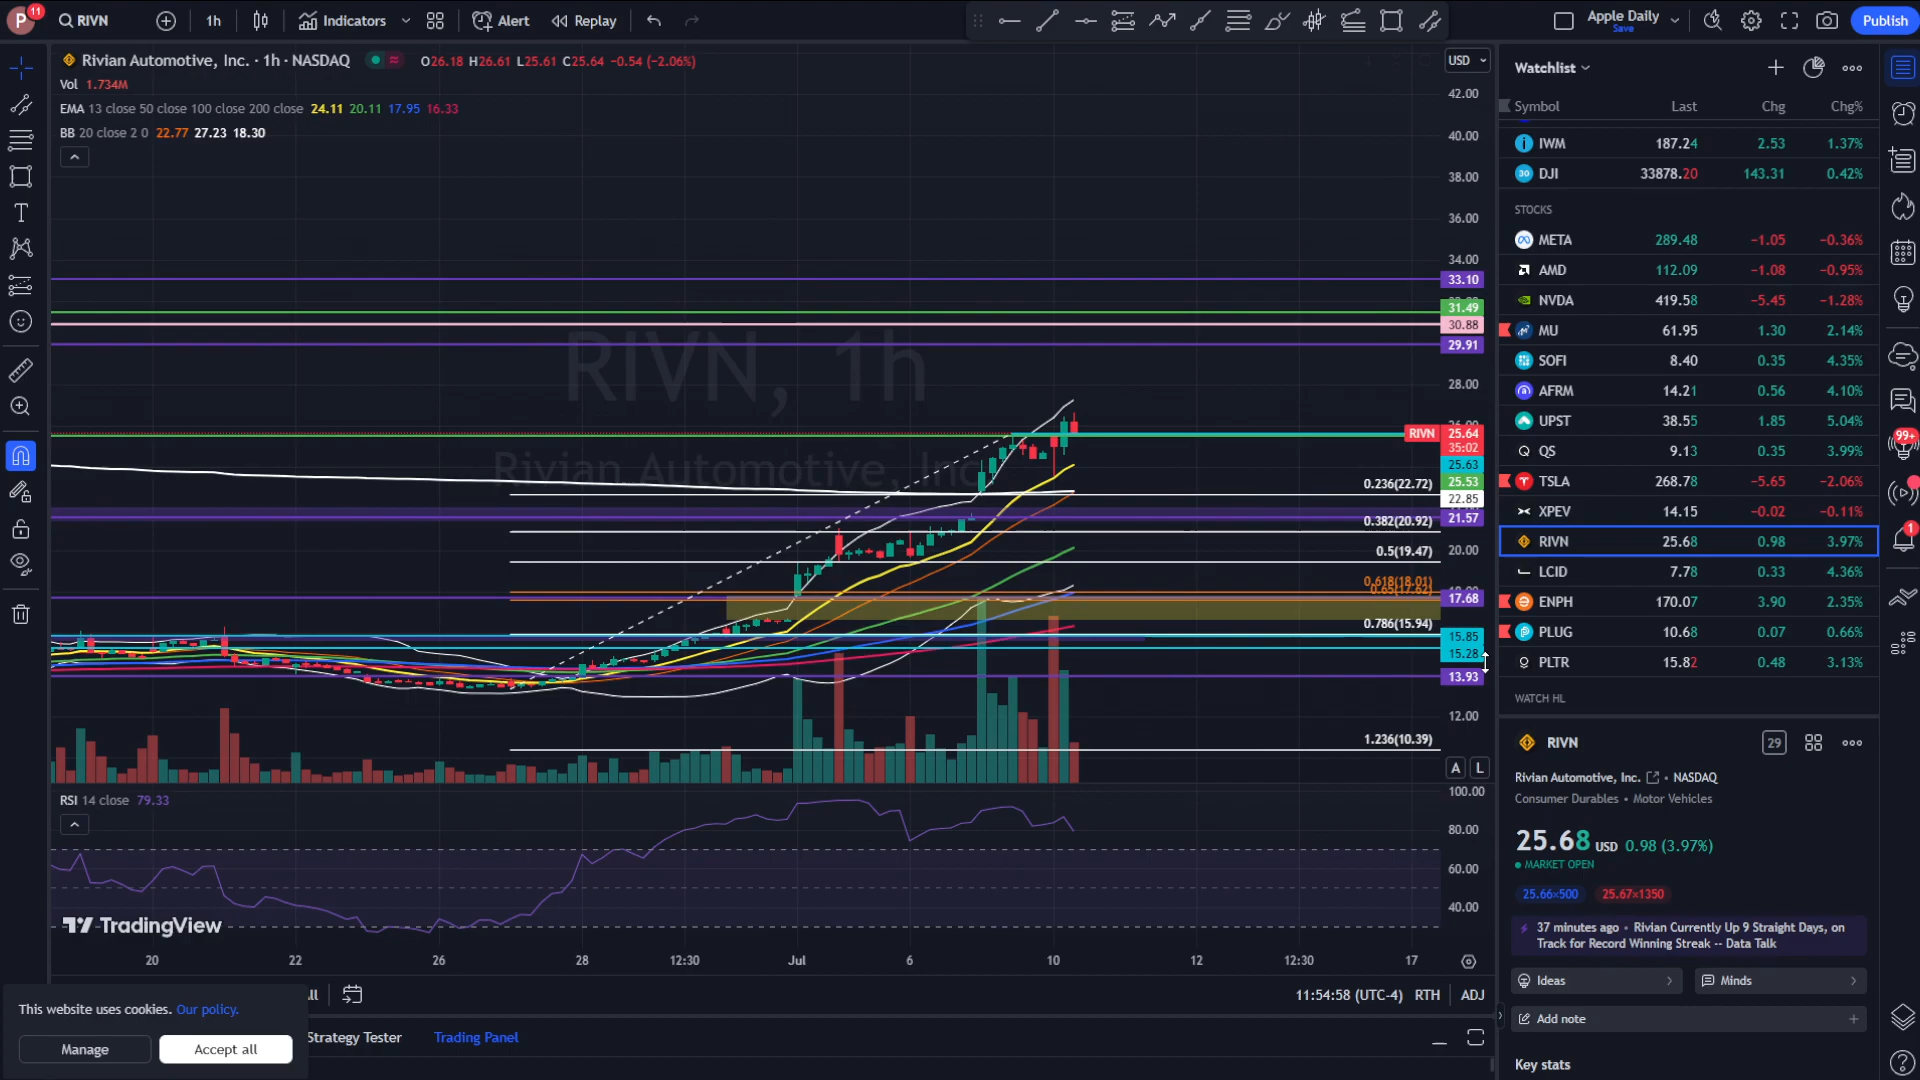 P
11
RIVN
1h
Indicators
Alert
Replay
Apple Daily
Save
Publish
Rivian Automotive, Inc. · 1h · NASDAQ
O26.18 H26.61 L25.61 C25.64 −0.54 (−2.06%)
Vol 1.734M
EMA 13 close 50 close 100 close 200 close 24.11 20.11 17.95 16.33
BB 20 close 2 0 22.77 27.23 18.30
USD
42.00
40.00
38.00
36.00
34.00
33.10
31.49
30.88
29.91
28.00
RIVN 25.64
35:02
25.63
25.53
22.85
21.57
20.00
17.68
15.85
15.28
13.93
12.00
RIVN, 1h
Rivian Automotive, Inc
0.236(22.72)
0.382(20.92)
0.5(19.47)
0.618(18.01)
0.65(17.62)
0.786(15.94)
1.236(10.39)
A L
RSI 14 close 79.33
100.00
80.00
60.00
40.00
TradingView
20 22 26 28 12:30 Jul 6 10 12 12:30 17
11:54:58 (UTC-4) RTH ADJ
This website uses cookies. Our policy.
Manage
Accept all
Strategy Tester
Trading Panel
Watchlist
Symbol Last Chg Chg%
IWM 187.24 2.53 1.37%
DJI 33878.20 143.31 0.42%
STOCKS
META 289.48 −1.05 −0.36%
AMD 112.09 −1.08 −0.95%
NVDA 419.58 −5.45 −1.28%
MU 61.95 1.30 2.14%
SOFI 8.40 0.35 4.35%
AFRM 14.21 0.56 4.10%
UPST 38.55 1.85 5.04%
QS 9.13 0.35 3.99%
TSLA 268.78 −5.65 −2.06%
XPEV 14.15 −0.02 −0.11%
RIVN 25.68 0.98 3.97%
LCID 7.78 0.33 4.36%
ENPH 170.07 3.90 2.35%
PLUG 10.68 0.07 0.66%
PLTR 15.82 0.48 3.13%
WATCH HL
RIVN
29
Rivian Automotive, Inc. • NASDAQ
Consumer Durables • Motor Vehicles
25.68 USD 0.98 (3.97%)
MARKET OPEN
25.66×500 25.67×1350
37 minutes ago • Rivian Currently Up 9 Straight Days, on
Track for Record Winning Streak -- Data Talk
Ideas
Minds
Add note
Key stats
99+
1